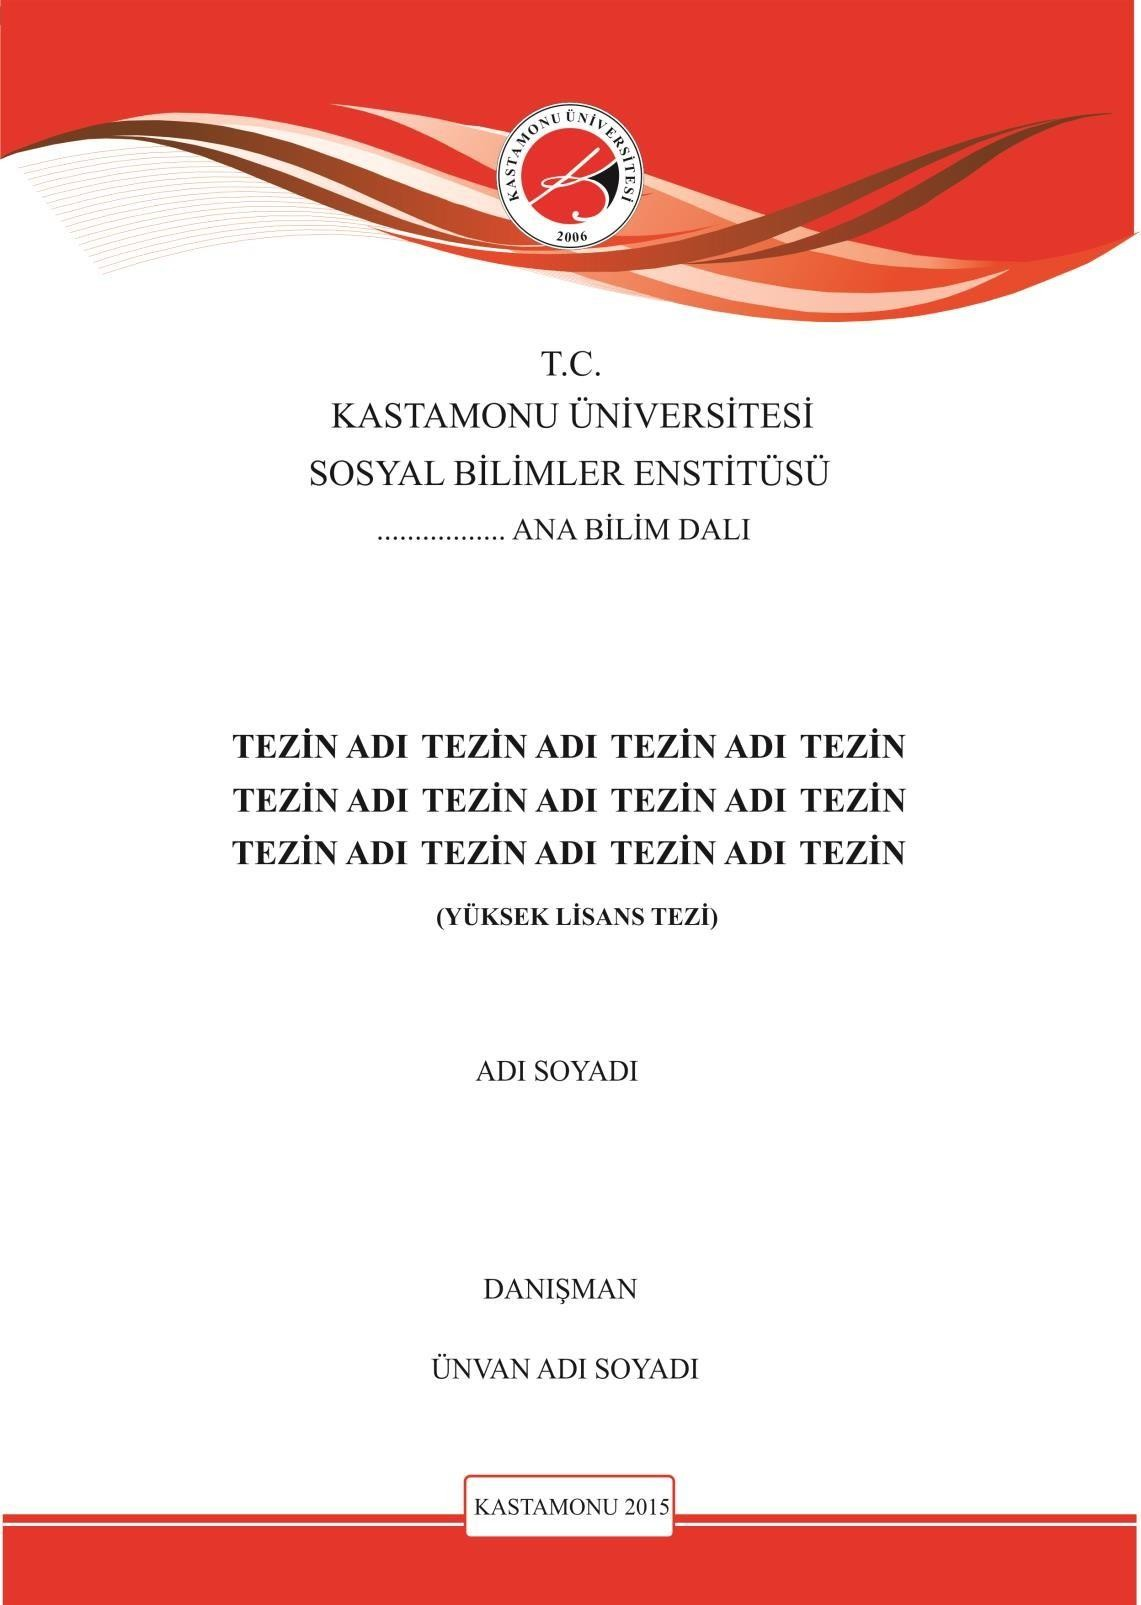 KASTAMONU ÜNİVERSİTESİ
2006
T.C.
KASTAMONU ÜNİVERSİTESİ
SOSYAL BİLİMLER ENSTİTÜSÜ
................. ANA BİLİM DALI
TEZİN ADI TEZİN ADI TEZİN ADI TEZİN
TEZİN ADI TEZİN ADI TEZİN ADI TEZİN
TEZİN ADI TEZİN ADI TEZİN ADI TEZİN
(YÜKSEK LİSANS TEZİ)
ADI SOYADI
DANIŞMAN
ÜNVAN ADI SOYADI
KASTAMONU 2015